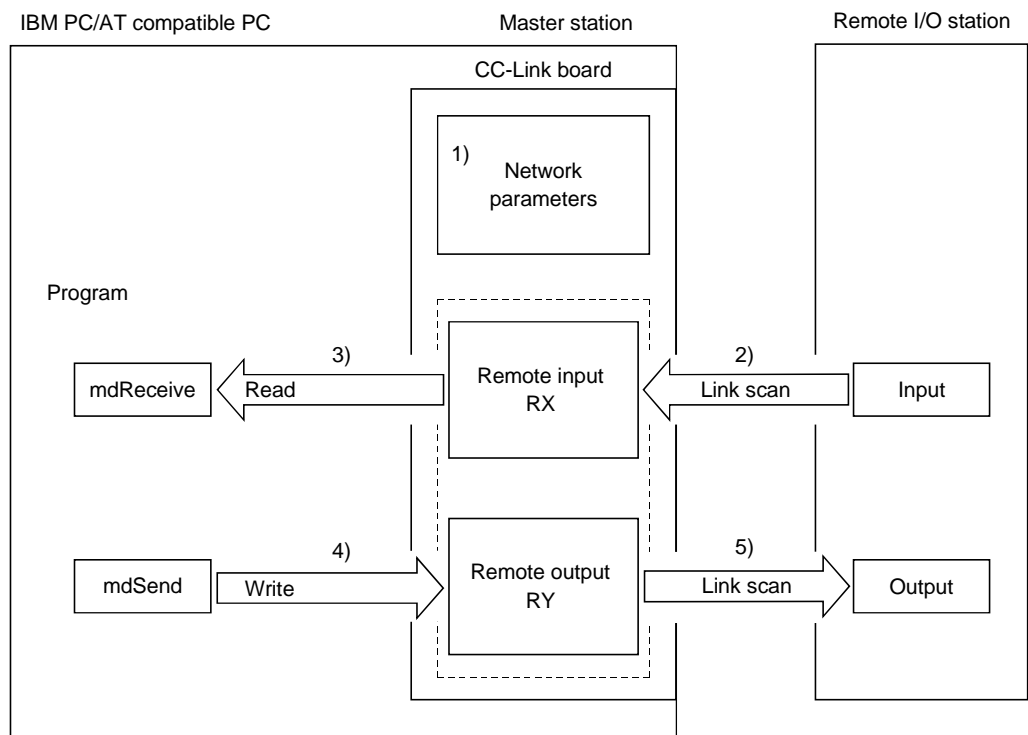 IBM PC/AT compatible PC
Master station
Remote I/O station
CC-Link board
1)
Network
parameters
Program
3)
2)
mdReceive
Read
Remote input
RX
Link scan
Input
4)
5)
mdSend
Write
Remote output
RY
Link scan
Output